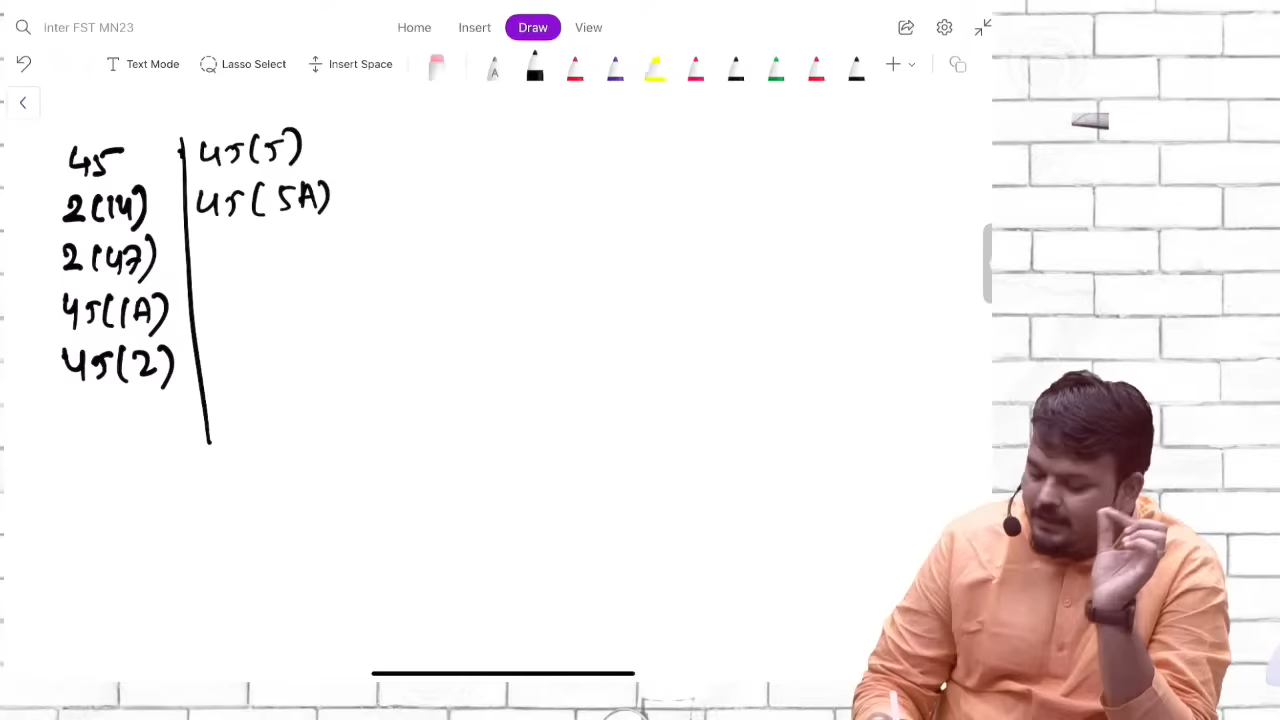 inter FST MN23
Home Insert Draw View
Text Mode Lasso Select Insert Space
A
45
2(14)
2(47)
45(1A)
45(2)
45(5)
45(5A)